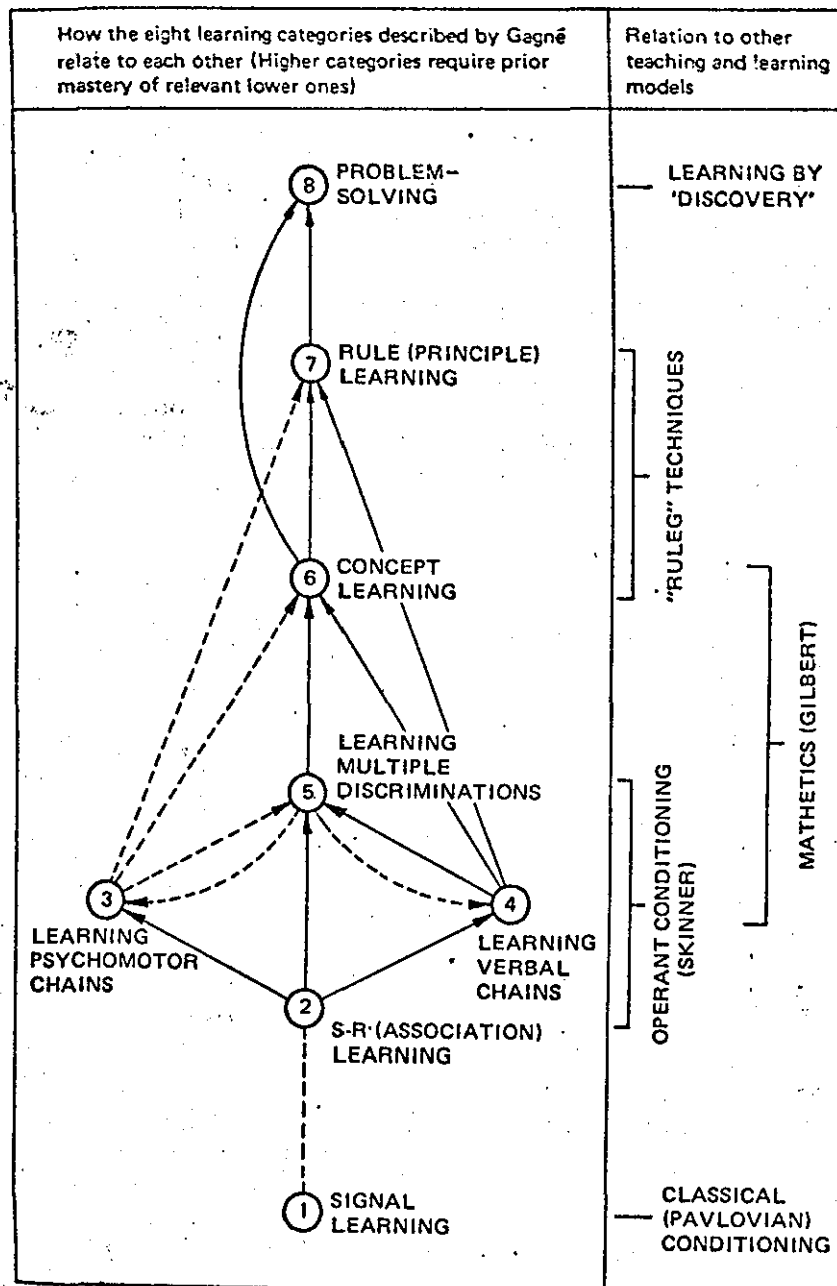 How the eight learning categories described by Gagné
relate to each other (Higher categories require prior
mastery of relevant lower ones)
Relation to other
teaching and learning
models
8
PROBLEM-
SOLVING
LEARNING BY
'DISCOVERY'
7
RULE (PRINCIPLE)
LEARNING
"RULEG" TECHNIQUES
6
CONCEPT
LEARNING
MATHETICS (GILBERT)
LEARNING
MULTIPLE
DISCRIMINATIONS
5
OPERANT CONDITIONING
(SKINNER)
3
LEARNING
PSYCHOMOTOR
CHAINS
4
LEARNING
VERBAL
CHAINS
2
S-R (ASSOCIATION)
LEARNING
1
SIGNAL
LEARNING
CLASSICAL
(PAVLOVIAN)
CONDITIONING